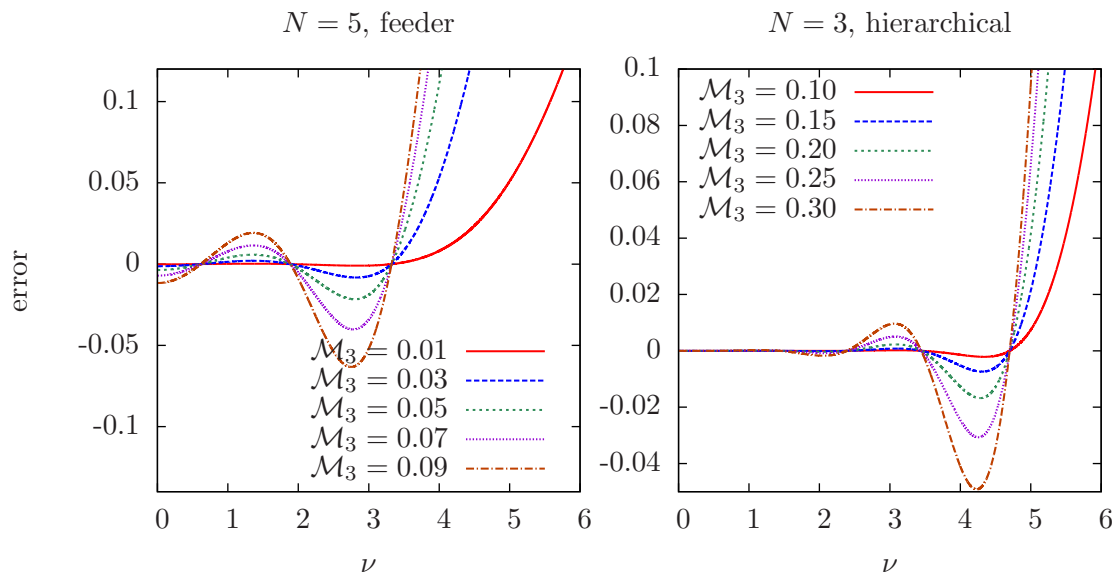 N = 5, feeder
0.1
0.05
0
-0.05
-0.1
error
0 1 2 3 4 5 6
ν
ℳ₃ = 0.01
ℳ₃ = 0.03
ℳ₃ = 0.05
ℳ₃ = 0.07
ℳ₃ = 0.09
N = 3, hierarchical
0.1
0.08
0.06
0.04
0.02
0
-0.02
-0.04
0 1 2 3 4 5 6
ν
ℳ₃ = 0.10
ℳ₃ = 0.15
ℳ₃ = 0.20
ℳ₃ = 0.25
ℳ₃ = 0.30